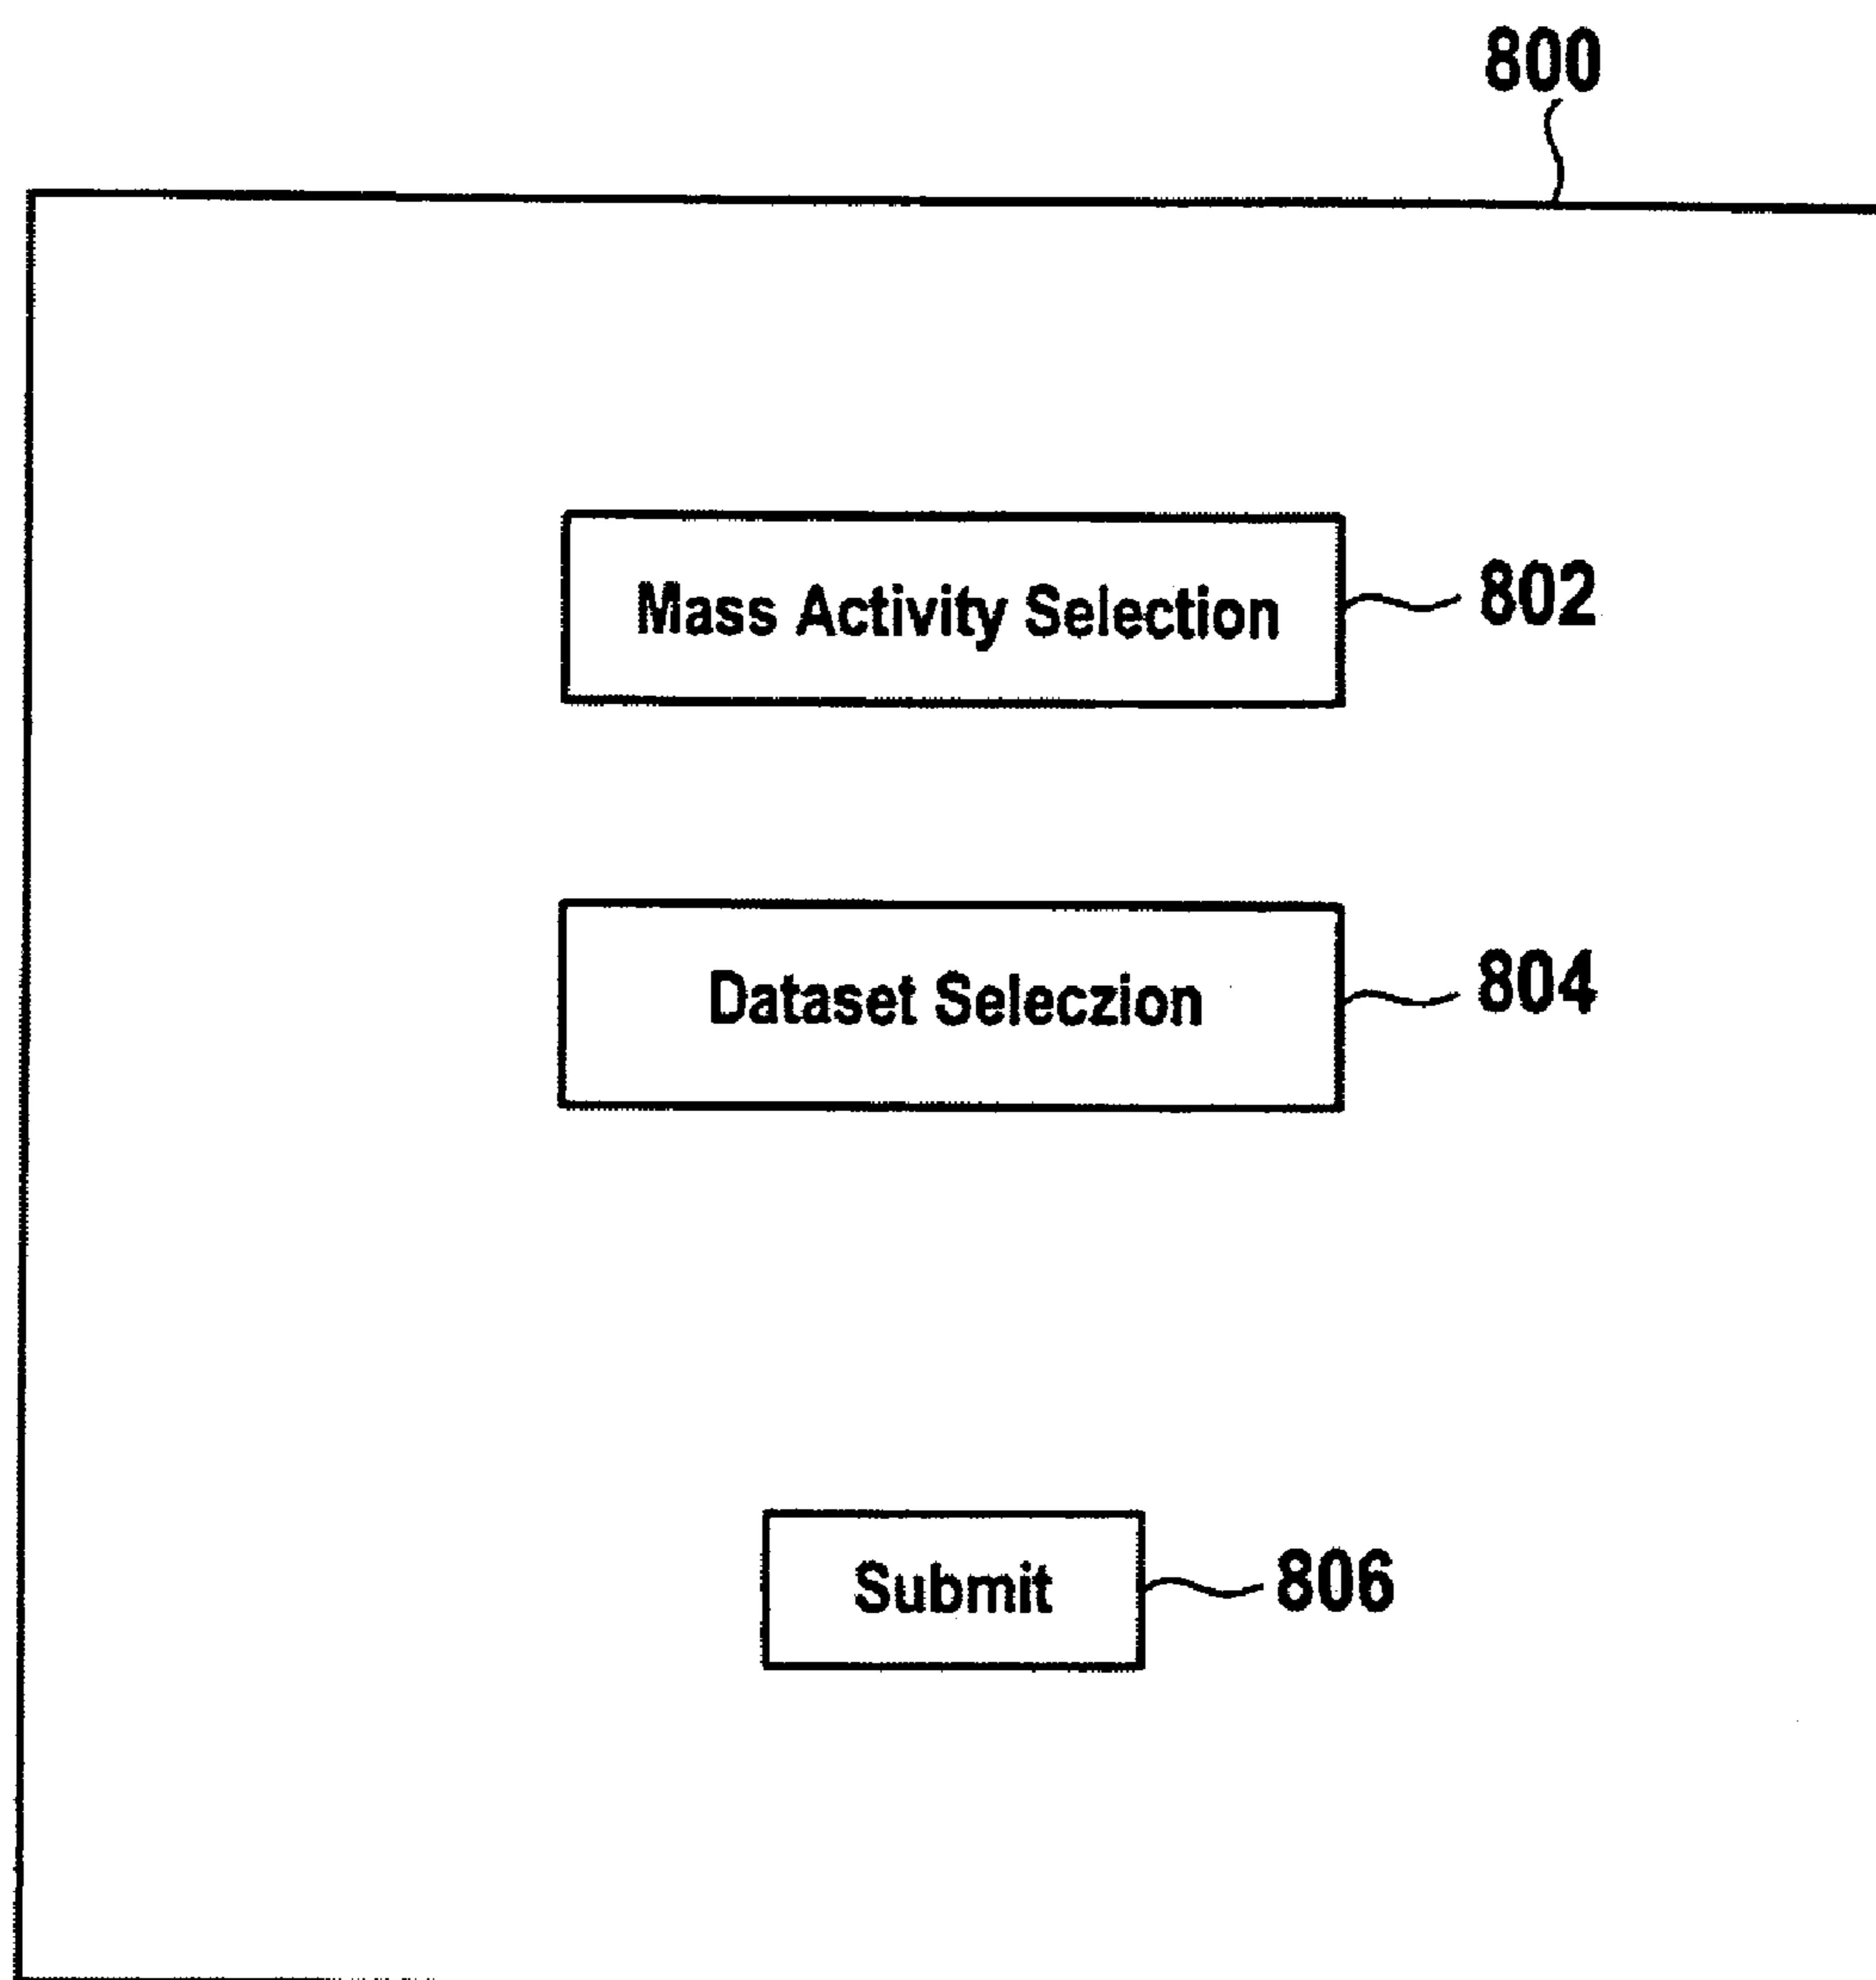 800
Mass Activity Selection
802
Dataset Seleczion
804
Submit
806